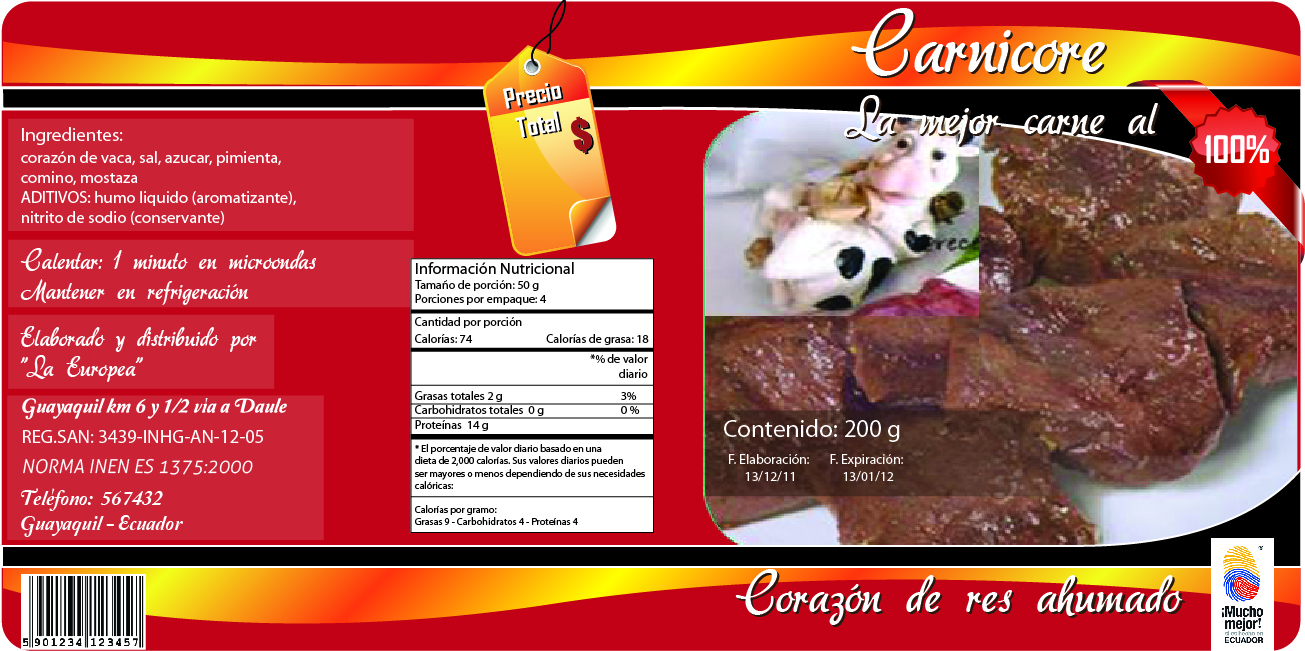 Carnicore
La mejor carne al
100%
Precio
Total
$
Ingredientes:
corazón de vaca, sal, azucar, pimienta,
comino, mostaza
ADITIVOS: humo liquido (aromatizante),
nitrito de sodio (conservante)
Calentar: 1 minuto en microondas
Mantener en refrigeración
Elaborado y distribuido por
"La Europea"
Guayaquil km 6 y 1/2 vía a Daule
REG.SAN: 3439-INHG-AN-12-05
NORMA INEN ES 1375:2000
Teléfono: 567432
Guayaquil - Ecuador
Información Nutricional
Tamaño de porción: 50 g
Porciones por empaque: 4
Cantidad por porción
Calorías: 74 Calorías de grasa: 18
*% de valor
diario
Grasas totales 2 g 3%
Carbohidratos totales 0 g 0 %
Proteínas 14 g
* El porcentaje de valor diario basado en una
dieta de 2,000 calorías. Sus valores diarios pueden
ser mayores o menos dependiendo de sus necesidades
calóricas:
Calorías por gramo:
Grasas 9 - Carbohidratos 4 - Proteínas 4
Contenido: 200 g
F. Elaboración: F. Expiración:
13/12/11 13/01/12
Corazón de res ahumado
5 901234 123457
¡Mucho
mejor!
ECUADOR